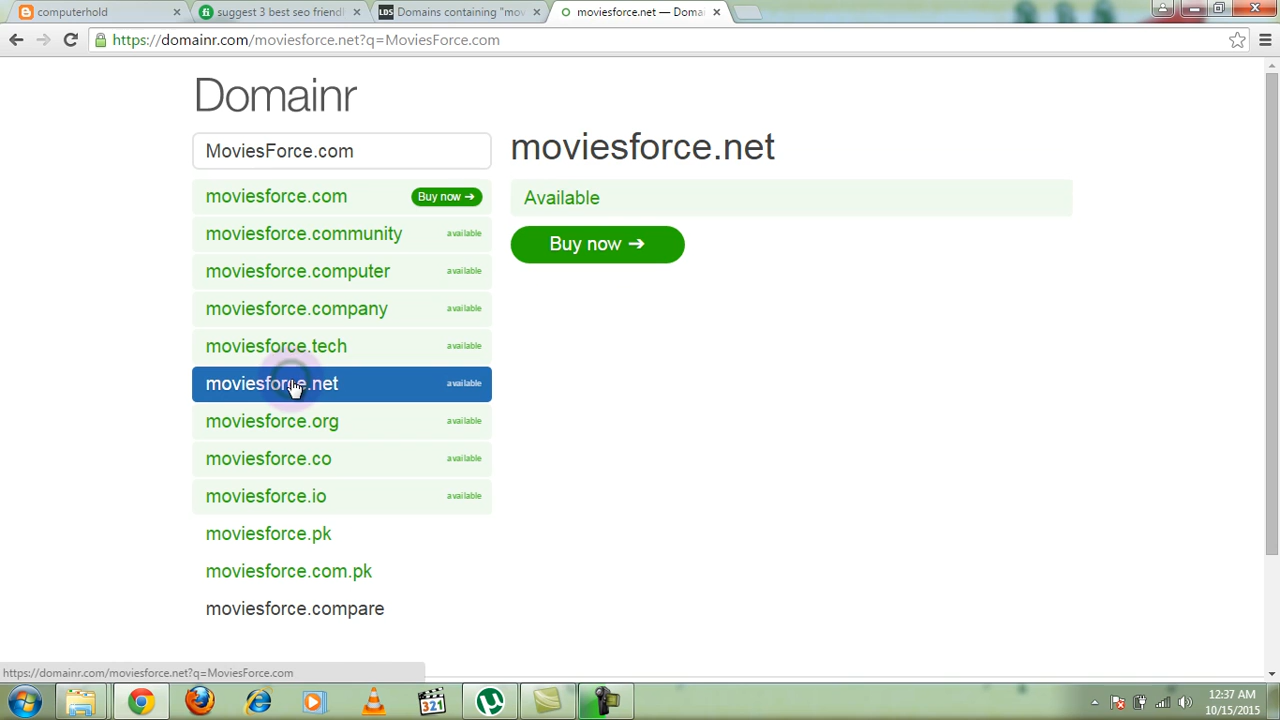 computerhold
suggest 3 best seo friendl
LDS Domains containing "mov
moviesforce.net — Domai
https://domainr.com/moviesforce.net?q=MoviesForce.com
Domainr
MoviesForce.com
moviesforce.net
moviesforce.com Buy now ➔
Available
moviesforce.community available
Buy now ➔
moviesforce.computer available
moviesforce.company available
moviesforce.tech available
moviesforce.net available
moviesforce.org available
moviesforce.co available
moviesforce.io available
moviesforce.pk
moviesforce.com.pk
moviesforce.compare
https://domainr.com/moviesforce.net?q=MoviesForce.com
321
12:37 AM
10/15/2015